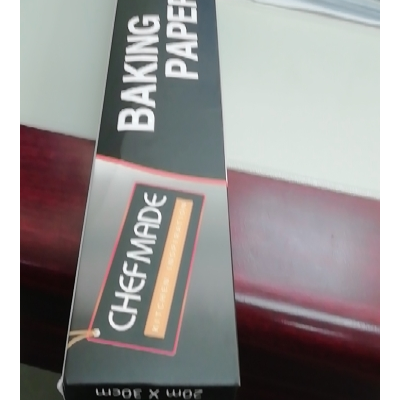 BAKING
PAPER
CHEFMADE
20m X 30cm